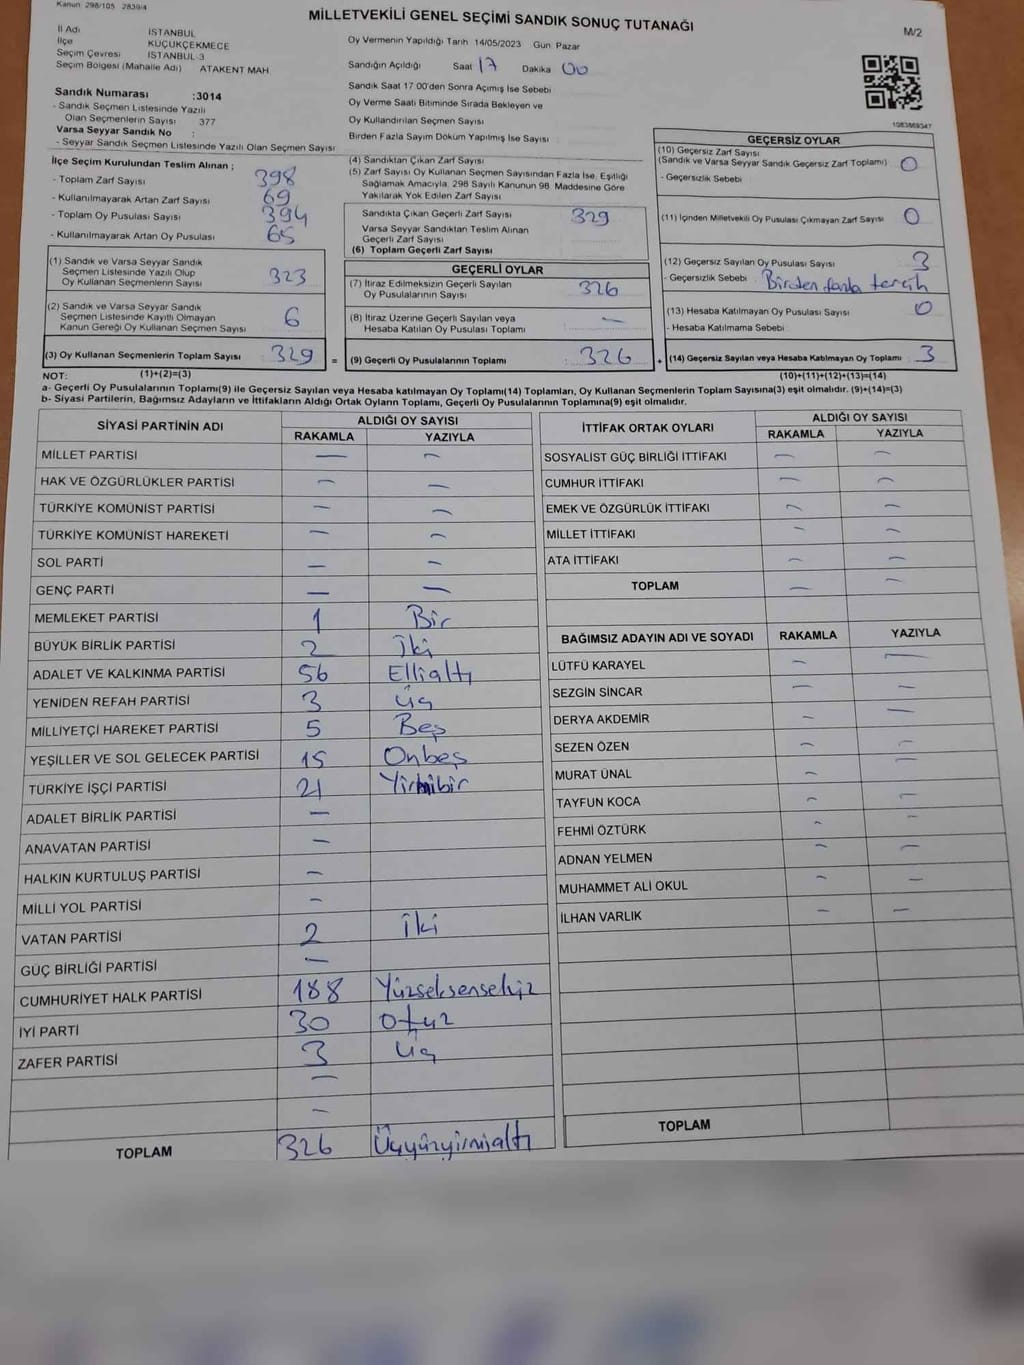 Kanun 298/105 2839/4
MİLLETVEKİLİ GENEL SEÇİMİ SANDIK SONUÇ TUTANAĞI
M/2
İl Adı İSTANBUL
İlçe KÜÇÜKÇEKMECE
Seçim Çevresi İSTANBUL-3
Seçim Bölgesi (Mahalle Adı) ATAKENT MAH
Oy Vermenin Yapıldığı Tarih 14/05/2023 Gün Pazar
Sandığın Açıldığı Saat 17 Dakika 00
Sandık Saat 17.00'den Sonra Açımış İse Sebebi
Oy Verme Saati Bitiminde Sırada Bekleyen ve
Oy Kullandırılan Seçmen Sayısı
Birden Fazla Sayım Döküm Yapılmış İse Sayısı
1083869347
Sandık Numarası :3014
- Sandık Seçmen Listesinde Yazılı
Olan Seçmenlerin Sayısı 377
Varsa Seyyar Sandık No :
- Seyyar Sandık Seçmen Listesinde Yazılı Olan Seçmen Sayısı
İlçe Seçim Kurulundan Teslim Alınan ;
- Toplam Zarf Sayısı 398
- Kullanılmayarak Artan Zarf Sayısı 69
- Toplam Oy Pusulası Sayısı 394
- Kullanılmayarak Artan Oy Pusulası 65
(1) Sandık ve Varsa Seyyar Sandık
Seçmen Listesinde Yazılı Olup
Oy Kullanan Seçmenlerin Sayısı 323
(2) Sandık ve Varsa Seyyar Sandık
Seçmen Listesinde Kayıtlı Olmayan
Kanun Gereği Oy Kullanan Seçmen Sayısı 6
(3) Oy Kullanan Seçmenlerin Toplam Sayısı 329 =
(4) Sandıktan Çıkan Zarf Sayısı
(5) Zarf Sayısı Oy Kullanan Seçmen Sayısından Fazla İse, Eşitliği
Sağlamak Amacıyla, 298 Sayılı Kanunun 98. Maddesine Göre
Yakılarak Yok Edilen Zarf Sayısı
Sandıkta Çıkan Geçerli Zarf Sayısı 329
Varsa Seyyar Sandıktan Teslim Alınan
Geçerli Zarf Sayısı
(6) Toplam Geçerli Zarf Sayısı
GEÇERLİ OYLAR
(7) İtiraz Edilmeksizin Geçerli Sayılan
Oy Pusulalarının Sayısı 326
(8) İtiraz Üzerine Geçerli Sayılan veya
Hesaba Katılan Oy Pusulası Toplamı —
(9) Geçerli Oy Pusulalarının Toplamı : 326 +
GEÇERSİZ OYLAR
(10) Geçersiz Zarf Sayısı
(Sandık ve Varsa Seyyar Sandık Geçersiz Zarf Toplamı) 0
- Geçersizlik Sebebi
(11) İçinden Milletvekili Oy Pusulası Çıkmayan Zarf Sayısı 0
(12) Geçersiz Sayılan Oy Pusulası Sayısı 3
- Geçersizlik Sebebi : Birden fazla tercih
(13) Hesaba Katılmayan Oy Pusulası Sayısı 0
- Hesaba Katılmama Sebebi
(14) Geçersiz Sayılan veya Hesaba Katılmayan Oy Toplamı 3
NOT: (1)+(2)=(3) (10)+(11)+(12)+(13)=(14)
a- Geçerli Oy Pusulalarının Toplamı(9) ile Geçersiz Sayılan veya Hesaba katılmayan Oy Toplamı(14) Toplamları, Oy Kullanan Seçmenlerin Toplam Sayısına(3) eşit olmalıdır. (9)+(14)=(3)
b- Siyasi Partilerin, Bağımsız Adayların ve İttifakların Aldığı Ortak Oyların Toplamı, Geçerli Oy Pusulalarının Toplamına(9) eşit olmalıdır.
SİYASİ PARTİNİN ADI ALDIĞI OY SAYISI
RAKAMLA YAZIYLA
MİLLET PARTİSİ — —
HAK VE ÖZGÜRLÜKLER PARTİSİ — —
TÜRKİYE KOMÜNİST PARTİSİ — —
TÜRKİYE KOMÜNİST HAREKETİ — —
SOL PARTİ — —
GENÇ PARTİ — —
MEMLEKET PARTİSİ 1 Bir
BÜYÜK BİRLİK PARTİSİ 2 İki
ADALET VE KALKINMA PARTİSİ 56 Ellialtı
YENİDEN REFAH PARTİSİ 3 Üç
MİLLİYETÇİ HAREKET PARTİSİ 5 Beş
YEŞİLLER VE SOL GELECEK PARTİSİ 15 Onbeş
TÜRKİYE İŞÇİ PARTİSİ 21 Yirmibir
ADALET BİRLİK PARTİSİ —
ANAVATAN PARTİSİ —
HALKIN KURTULUŞ PARTİSİ —
MİLLİ YOL PARTİSİ —
VATAN PARTİSİ 2 İki
GÜÇ BİRLİĞİ PARTİSİ —
CUMHURİYET HALK PARTİSİ 188 Yüzseksensekiz
İYİ PARTİ 30 Otuz
ZAFER PARTİSİ 3 Üç
—
—
TOPLAM 326 Üçyüzyirmialtı
İTTİFAK ORTAK OYLARI ALDIĞI OY SAYISI
RAKAMLA YAZIYLA
SOSYALİST GÜÇ BİRLİĞİ İTTİFAKI — —
CUMHUR İTTİFAKI — —
EMEK VE ÖZGÜRLÜK İTTİFAKI — —
MİLLET İTTİFAKI — —
ATA İTTİFAKI — —
TOPLAM — —
BAĞIMSIZ ADAYIN ADI VE SOYADI RAKAMLA YAZIYLA
LÜTFÜ KARAYEL — —
SEZGİN SİNCAR — —
DERYA AKDEMİR — —
SEZEN ÖZEN — —
MURAT ÜNAL — —
TAYFUN KOCA — —
FEHMİ ÖZTÜRK — —
ADNAN YELMEN — —
MUHAMMET ALİ OKUL — —
İLHAN VARLIK — —
TOPLAM